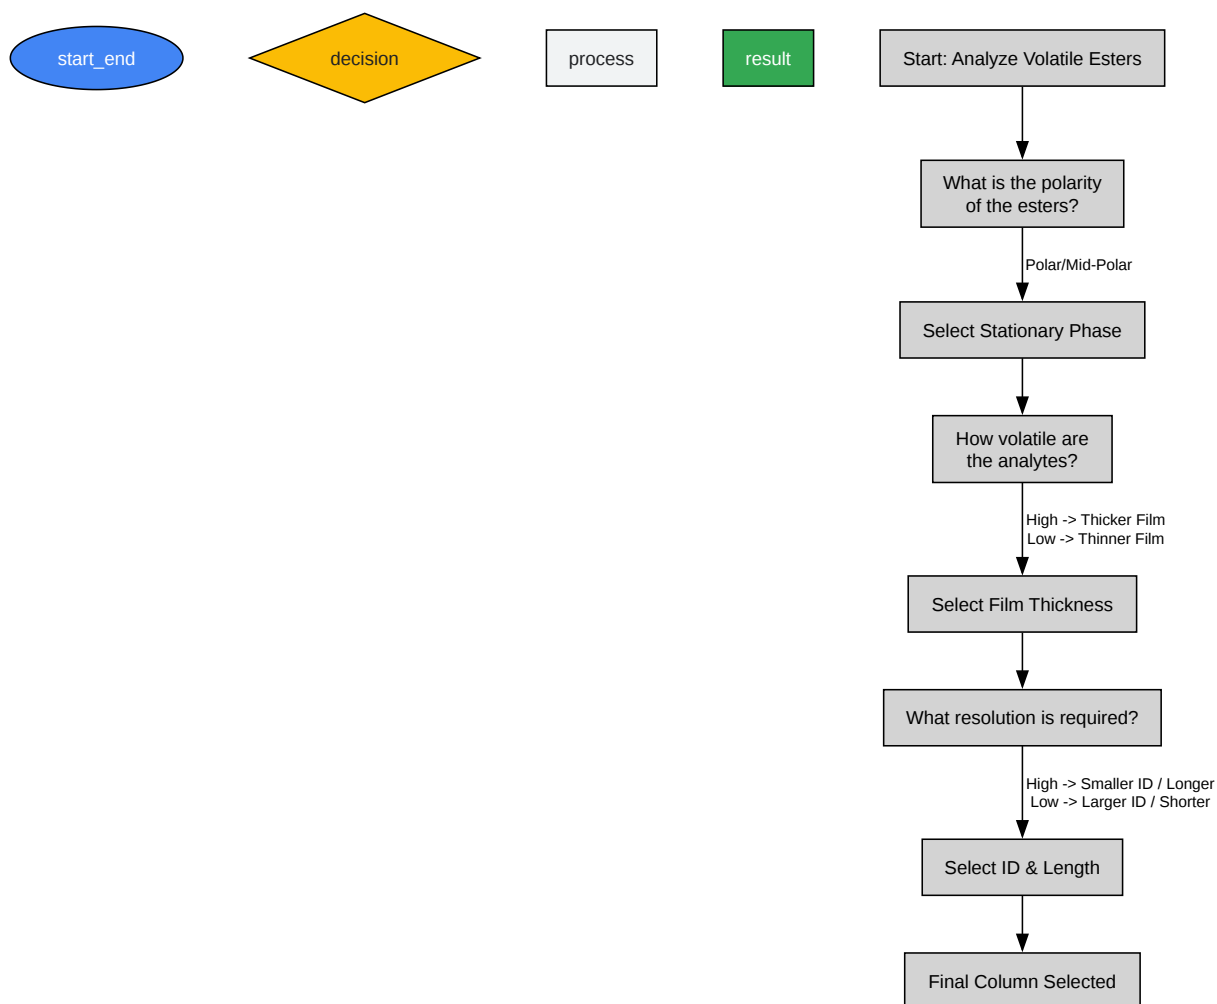 start_end
decision
process
result
Start: Analyze Volatile Esters
What is the polarity
of the esters?
Polar/Mid-Polar
Select Stationary Phase
How volatile are
the analytes?
High -> Thicker Film
Low -> Thinner Film
Select Film Thickness
What resolution is required?
High -> Smaller ID / Longer
Low -> Larger ID / Shorter
Select ID & Length
Final Column Selected